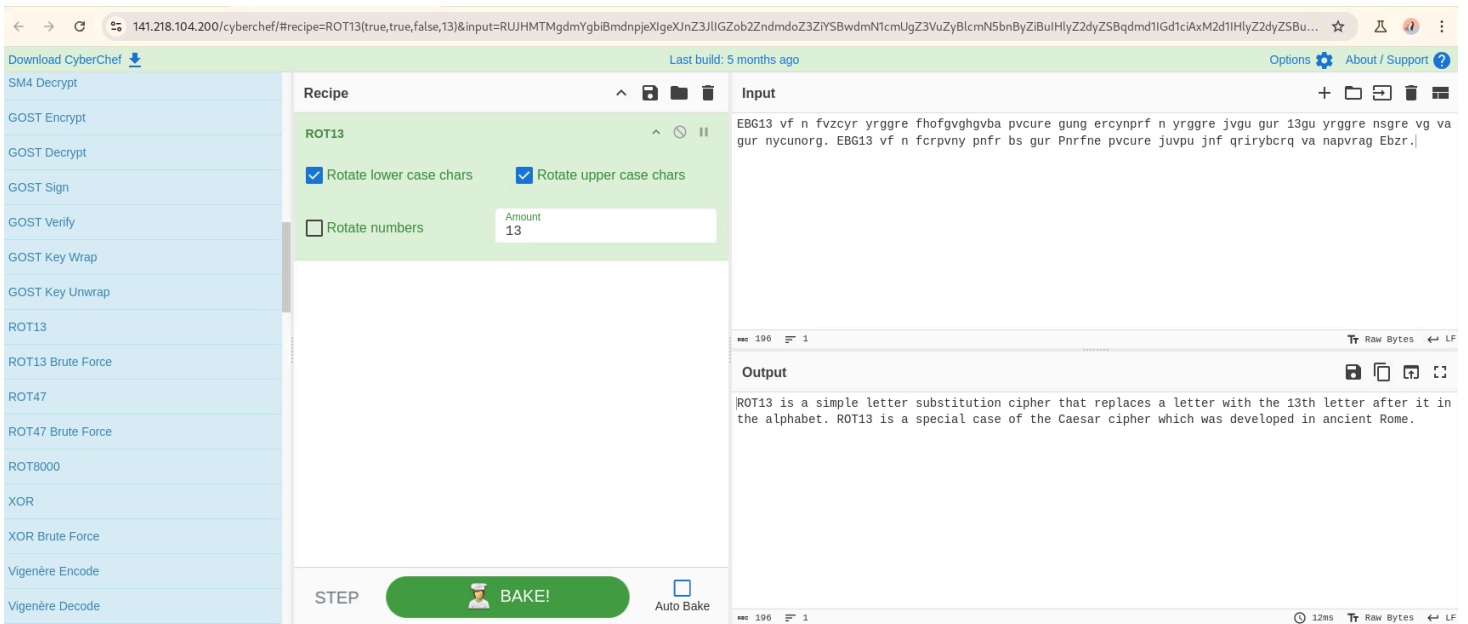 141.218.104.200/cyberchef/#recipe=ROT13(true,true,false,13)&input=RUJHMTMgdmYgbiBmdnpjeXIgeXJnZ3JlIGZob2ZndmdoZ3ZiYSBwdmN1cmUgZ3VuZyBlcmN5bnByZiBuIHlyZ2dyZSBqdmd1IGd1ciAxM2d1IHlyZ2dyZSBu...
Download CyberChef
Last build: 5 months ago
Options
About / Support
SM4 Decrypt
GOST Encrypt
GOST Decrypt
GOST Sign
GOST Verify
GOST Key Wrap
GOST Key Unwrap
ROT13
ROT13 Brute Force
ROT47
ROT47 Brute Force
ROT8000
XOR
XOR Brute Force
Vigenère Encode
Vigenère Decode
Recipe
ROT13
Rotate lower case chars
Rotate upper case chars
Rotate numbers
Amount
13
STEP
BAKE!
Auto Bake
Input
EBG13 vf n fvzcyr yrggre fhofgvghgvba pvcure gung ercynprf n yrggre jvgu gur 13gu yrggre nsgre vg va
gur nycunorg. EBG13 vf n fcrpvny pnfr bs gur Pnrfne pvcure juvpu jnf qrirybcrq va napvrag Ebzr.
ABC 196 1
Tт Raw Bytes LF
Output
ROT13 is a simple letter substitution cipher that replaces a letter with the 13th letter after it in
the alphabet. ROT13 is a special case of the Caesar cipher which was developed in ancient Rome.
ABC 196 1
12ms Tт Raw Bytes LF